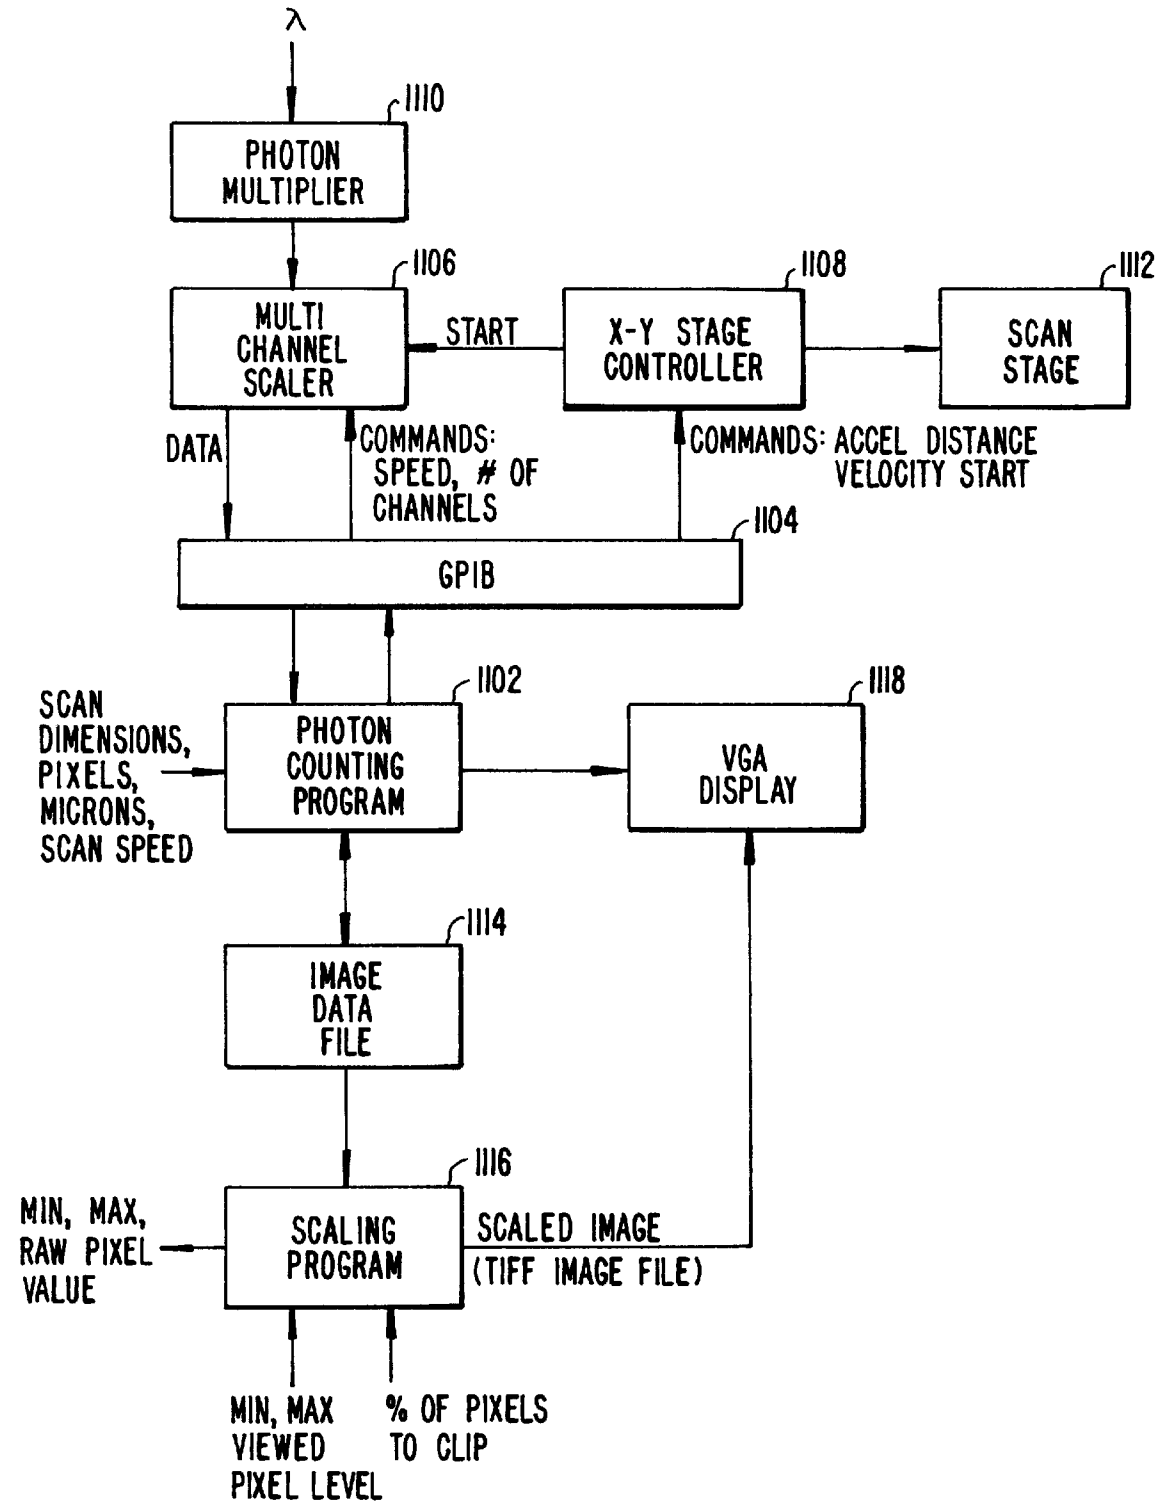 λ
1110
PHOTON
MULTIPLIER
1106
MULTI
CHANNEL
SCALER
START
1108
X-Y STAGE
CONTROLLER
1112
SCAN
STAGE
DATA
COMMANDS:
SPEED, # OF
CHANNELS
COMMANDS: ACCEL DISTANCE
VELOCITY START
1104
GPIB
SCAN
DIMENSIONS,
PIXELS,
MICRONS,
SCAN SPEED
1102
PHOTON
COUNTING
PROGRAM
1118
VGA
DISPLAY
1114
IMAGE
DATA
FILE
1116
SCALING
PROGRAM
MIN, MAX,
RAW PIXEL
VALUE
SCALED IMAGE
(TIFF IMAGE FILE)
MIN, MAX
VIEWED
PIXEL LEVEL
% OF PIXELS
TO CLIP